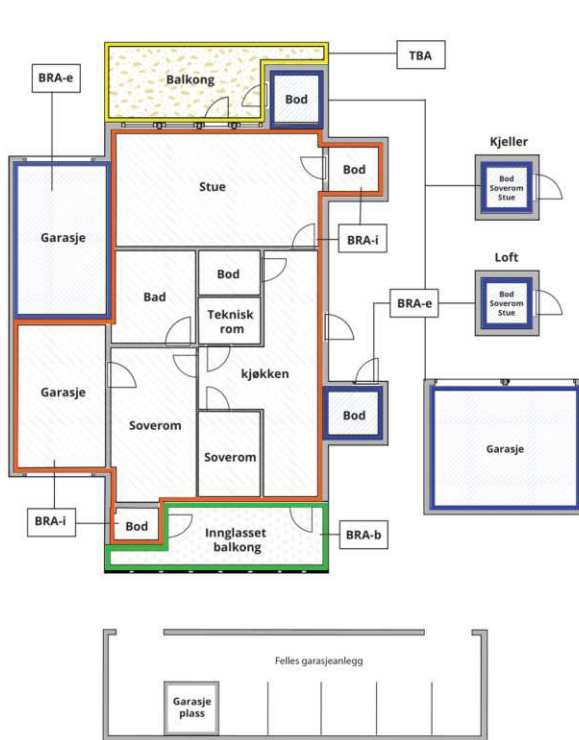 TBA
BRA-e
Balkong
Bod
Kjeller
Bod
Soverom
Stue
Stue
Bod
Garasje
BRA-i
Loft
Bod
Bad
Bod
Soverom
Stue
BRA-e
Teknisk
rom
Garasje
kjøkken
Bod
Soverom
Soverom
Garasje
BRA-i
Bod
Innglasset
balkong
BRA-b
Felles garasjeanlegg
Garasje
plass